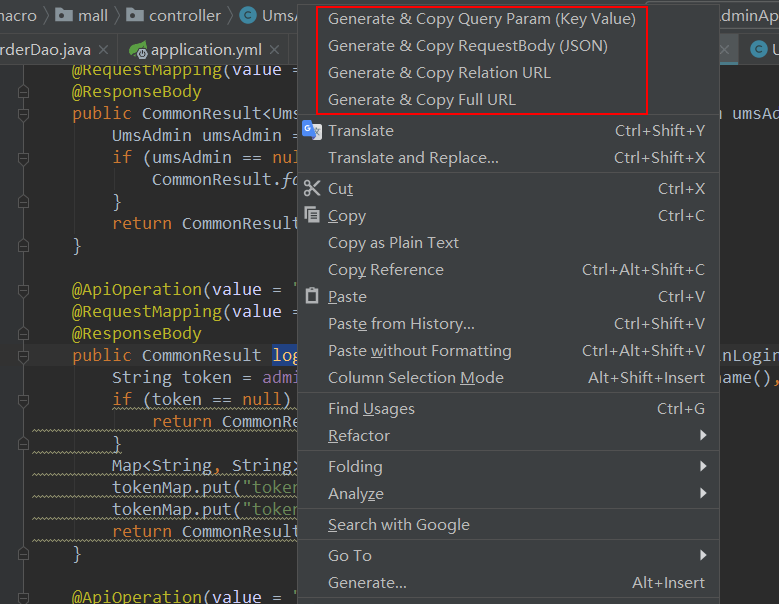 nacro mall controller UmsA dminAp
rderDao.java application.yml
Generate & Copy Query Param (Key Value)
Generate & Copy RequestBody (JSON)
Generate & Copy Relation URL
Generate & Copy Full URL
Translate Ctrl+Shift+Y
Translate and Replace... Ctrl+Shift+X
Cut Ctrl+X
Copy Ctrl+C
Copy as Plain Text
Copy Reference Ctrl+Alt+Shift+C
Paste Ctrl+V
Paste from History... Ctrl+Shift+V
Paste without Formatting Ctrl+Alt+Shift+V
Column Selection Mode Alt+Shift+Insert
Find Usages Ctrl+G
Refactor
Folding
Analyze
Search with Google
Go To
Generate... Alt+Insert
@RequestMapping(value =
@ResponseBody
public CommonResult<Ums m umsAd
UmsAdmin umsAdmin =
if (umsAdmin == nul
CommonResult.fa
}
return CommonResult
}
@ApiOperation(value = "
@RequestMapping(value =
@ResponseBody
public CommonResult log nLogin
String token = admi name(),
if (token == null)
return CommonRe
}
Map<String, String>
tokenMap.put("token
tokenMap.put("token
return CommonResult
}
@ApiOperation(value = "